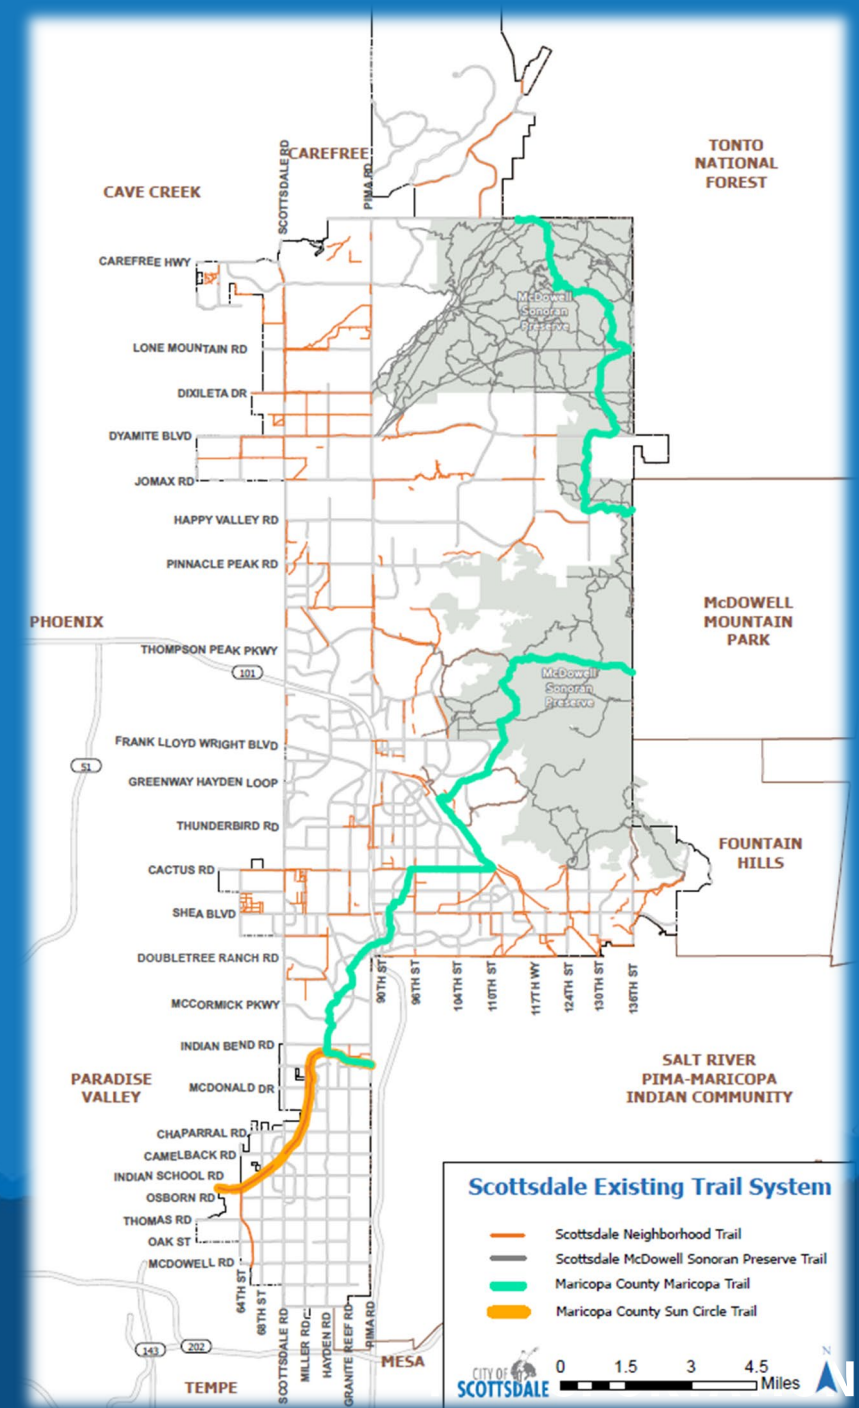 TONTO
NATIONAL
FOREST
CAREFREE
CAVE CREEK
SCOTTSDALE RD
PIMA RD
CAREFREE HWY
McDowell
Sonoran
Preserve
LONE MOUNTAIN RD
DIXILETA DR
DYAMITE BLVD
JOMAX RD
HAPPY VALLEY RD
PINNACLE PEAK RD
PHOENIX
McDOWELL
MOUNTAIN
PARK
THOMPSON PEAK PKWY
101
McDowell
Sonoran
Preserve
FRANK LLOYD WRIGHT BLVD
51
GREENWAY HAYDEN LOOP
THUNDERBIRD RD
FOUNTAIN
HILLS
CACTUS RD
SHEA BLVD
DOUBLETREE RANCH RD
90TH ST
96TH ST
104TH ST
110TH ST
117TH WY
124TH ST
130TH ST
136TH ST
MCCORMICK PKWY
INDIAN BEND RD
PARADISE
VALLEY
MCDONALD DR
SALT RIVER
PIMA-MARICOPA
INDIAN COMMUNITY
CHAPARRAL RD
CAMELBACK RD
INDIAN SCHOOL RD
OSBORN RD
THOMAS RD
OAK ST
MCDOWELL RD
64TH ST
68TH ST
SCOTTSDALE RD
MILLER RD
HAYDEN RD
GRANITE REEF RD
PIMA RD
143
202
TEMPE
MESA
Scottsdale Existing Trail System
Scottsdale Neighborhood Trail
Scottsdale McDowell Sonoran Preserve Trail
Maricopa County Maricopa Trail
Maricopa County Sun Circle Trail
CITY OF
SCOTTSDALE
0 1.5 3 4.5
Miles
N
N